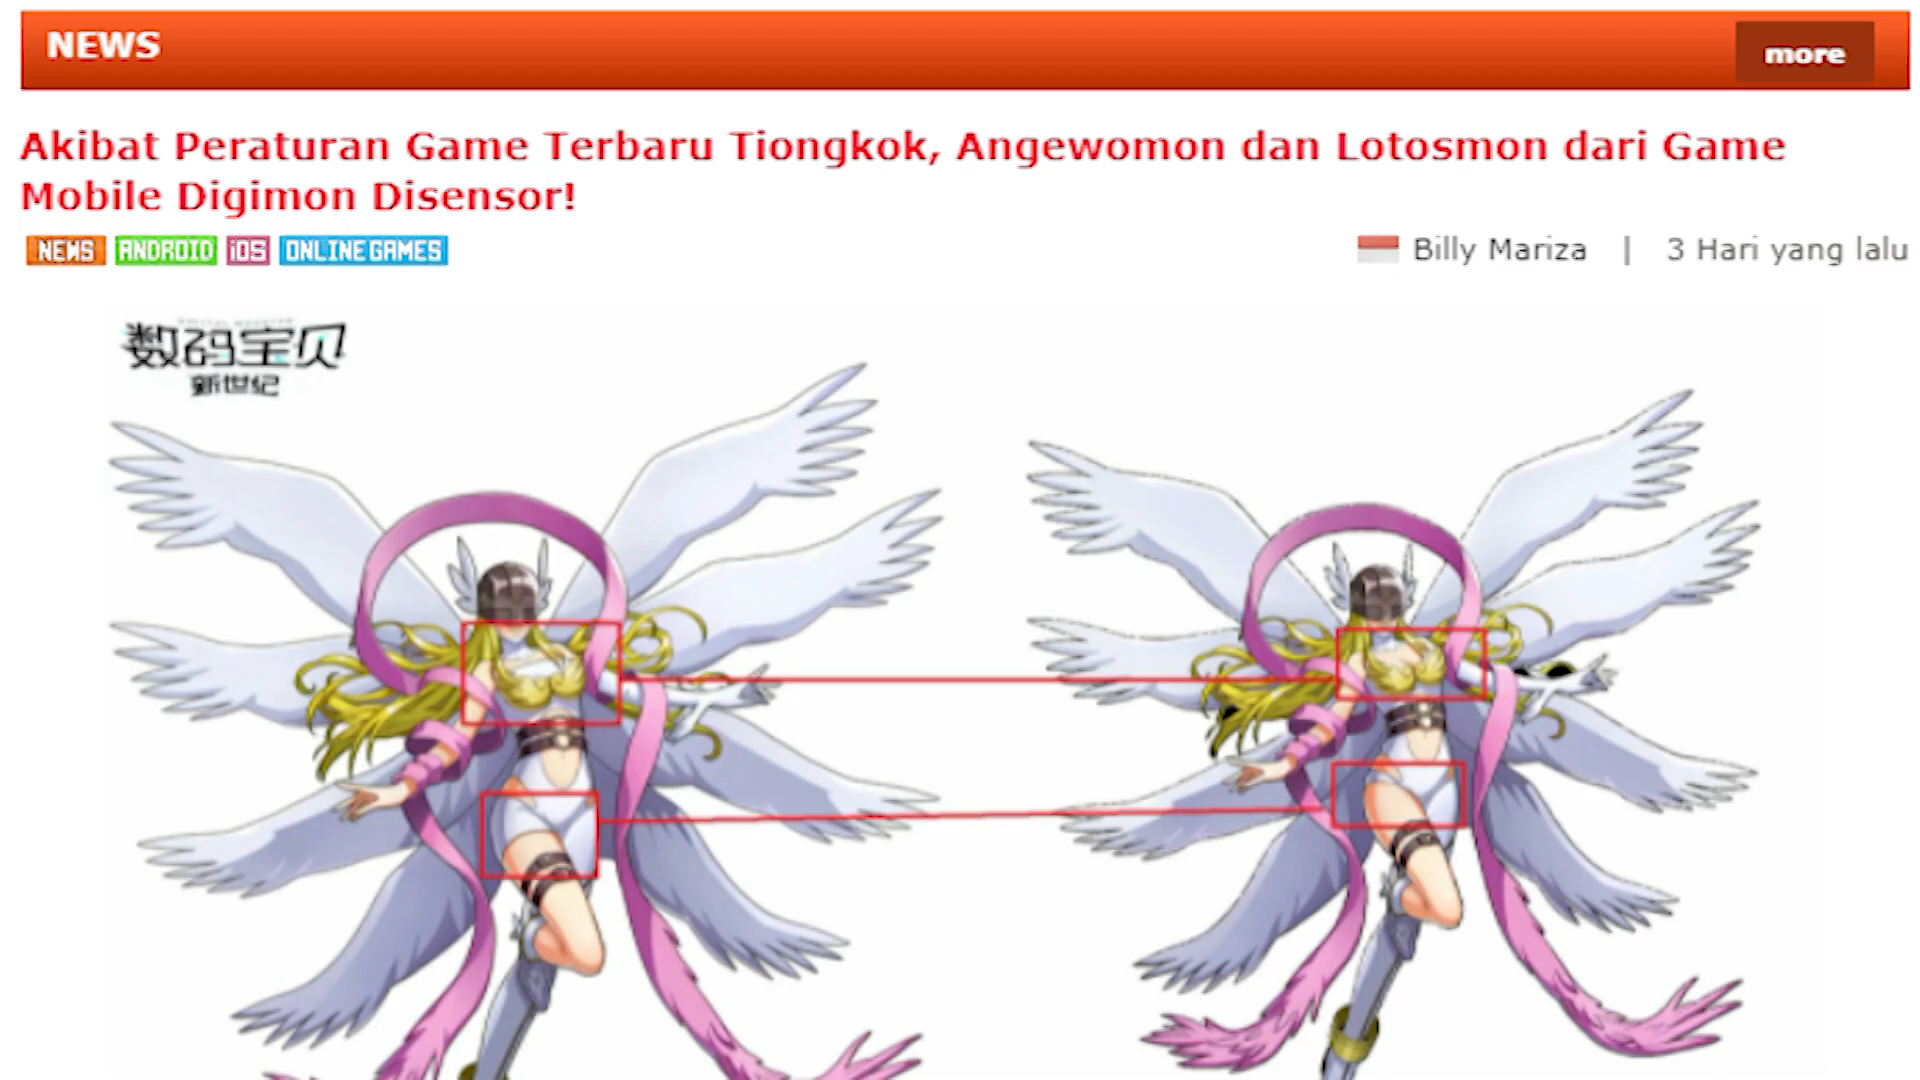 NEWS
more
Akibat Peraturan Game Terbaru Tiongkok, Angewomon dan Lotosmon dari Game
Mobile Digimon Disensor!
NEWS ANDROID iOS ONLINE GAMES
Billy Mariza | 3 Hari yang lalu
数码宝贝
新世纪